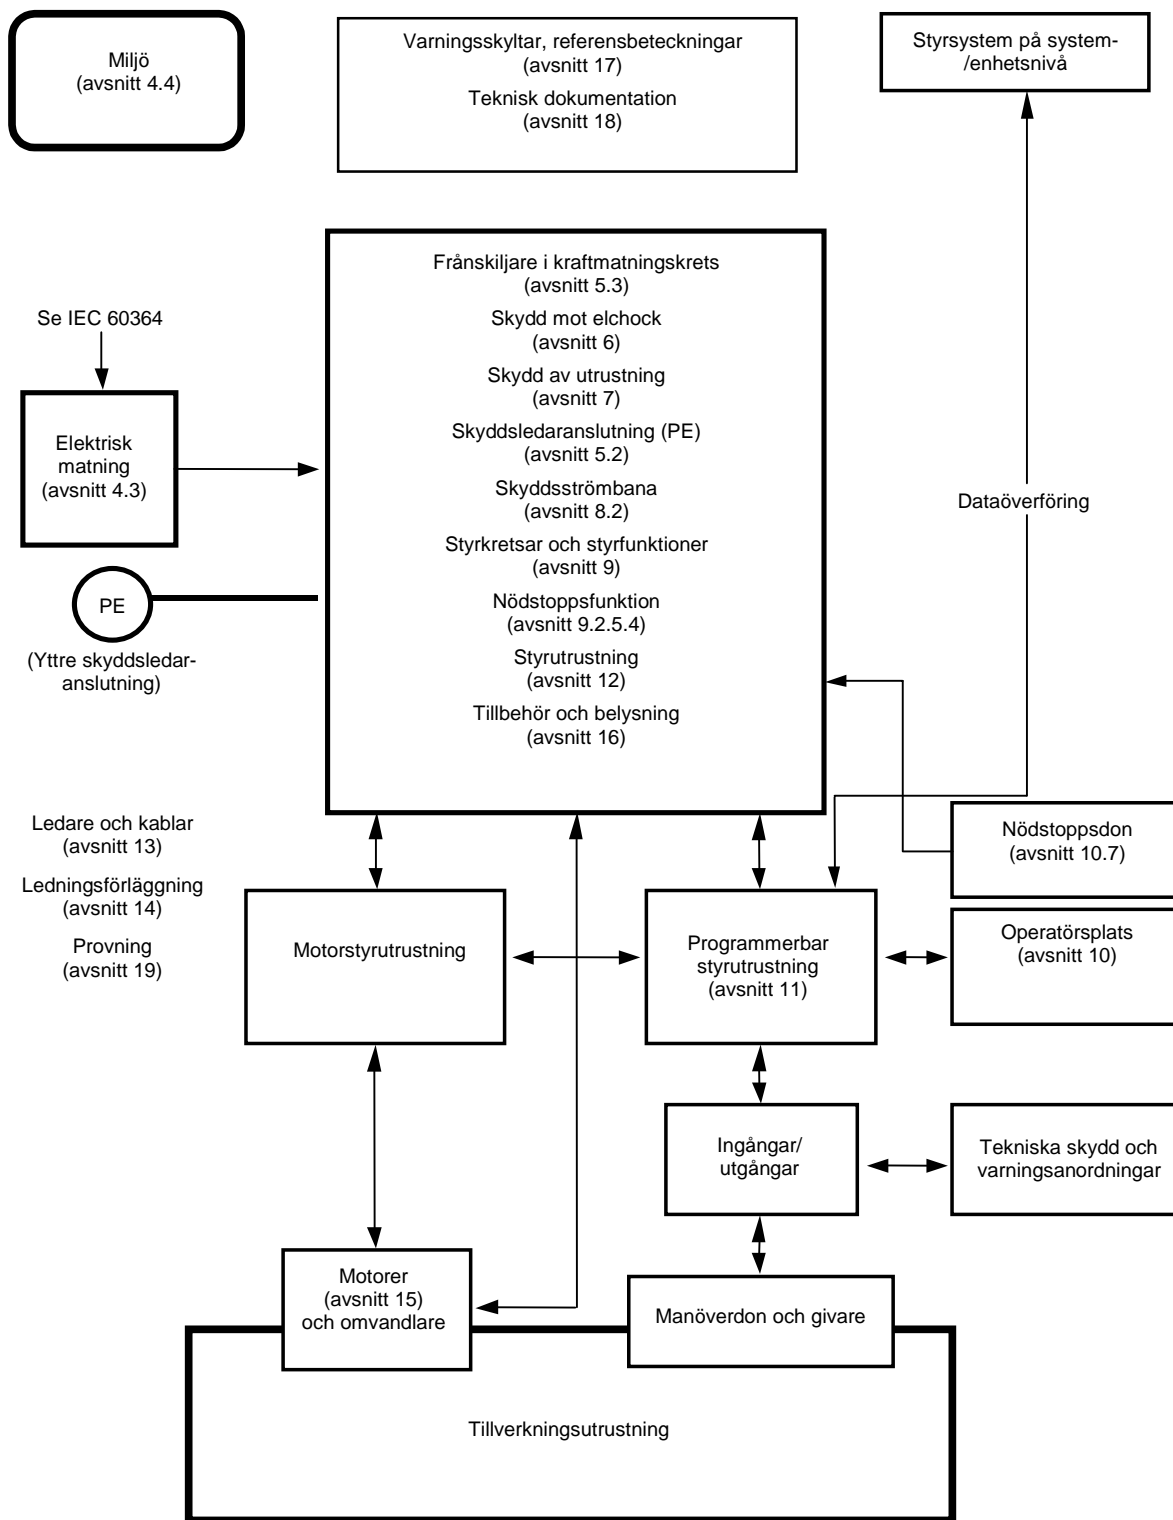 Miljö
(avsnitt 4.4)
Varningsskyltar, referensbeteckningar
(avsnitt 17)
Teknisk dokumentation
(avsnitt 18)
Styrsystem på system-
/enhetsnivå
Frånskiljare i kraftmatningskrets
(avsnitt 5.3)
Skydd mot elchock
(avsnitt 6)
Skydd av utrustning
(avsnitt 7)
Skyddsledaranslutning (PE)
(avsnitt 5.2)
Skyddsströmbana
(avsnitt 8.2)
Styrkretsar och styrfunktioner
(avsnitt 9)
Nödstoppsfunktion
(avsnitt 9.2.5.4)
Styrutrustning
(avsnitt 12)
Tillbehör och belysning
(avsnitt 16)
Se IEC 60364
Elektrisk
matning
(avsnitt 4.3)
PE
(Yttre skyddsledar-
anslutning)
Dataöverföring
Ledare och kablar
(avsnitt 13)
Ledningsförläggning
(avsnitt 14)
Provning
(avsnitt 19)
Motorstyrutrustning
Programmerbar
styrutrustning
(avsnitt 11)
Nödstoppsdon
(avsnitt 10.7)
Operatörsplats
(avsnitt 10)
Ingångar/
utgångar
Tekniska skydd och
varningsanordningar
Motorer
(avsnitt 15)
och omvandlare
Manöverdon och givare
Tillverkningsutrustning